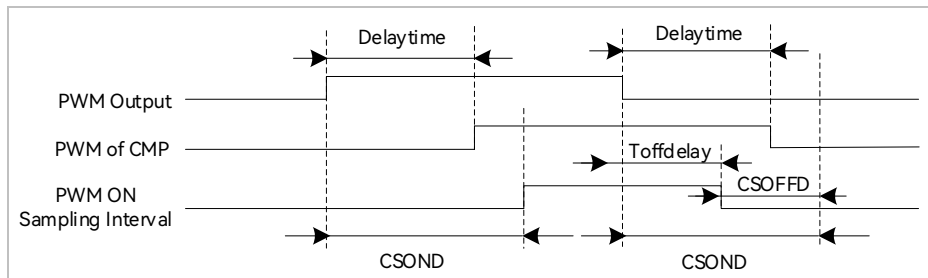 Delaytime
Delaytime
PWM Output
PWM of CMP
Toffdelay
PWM ON
Sampling Interval
CSOFFD
CSOND
CSOND